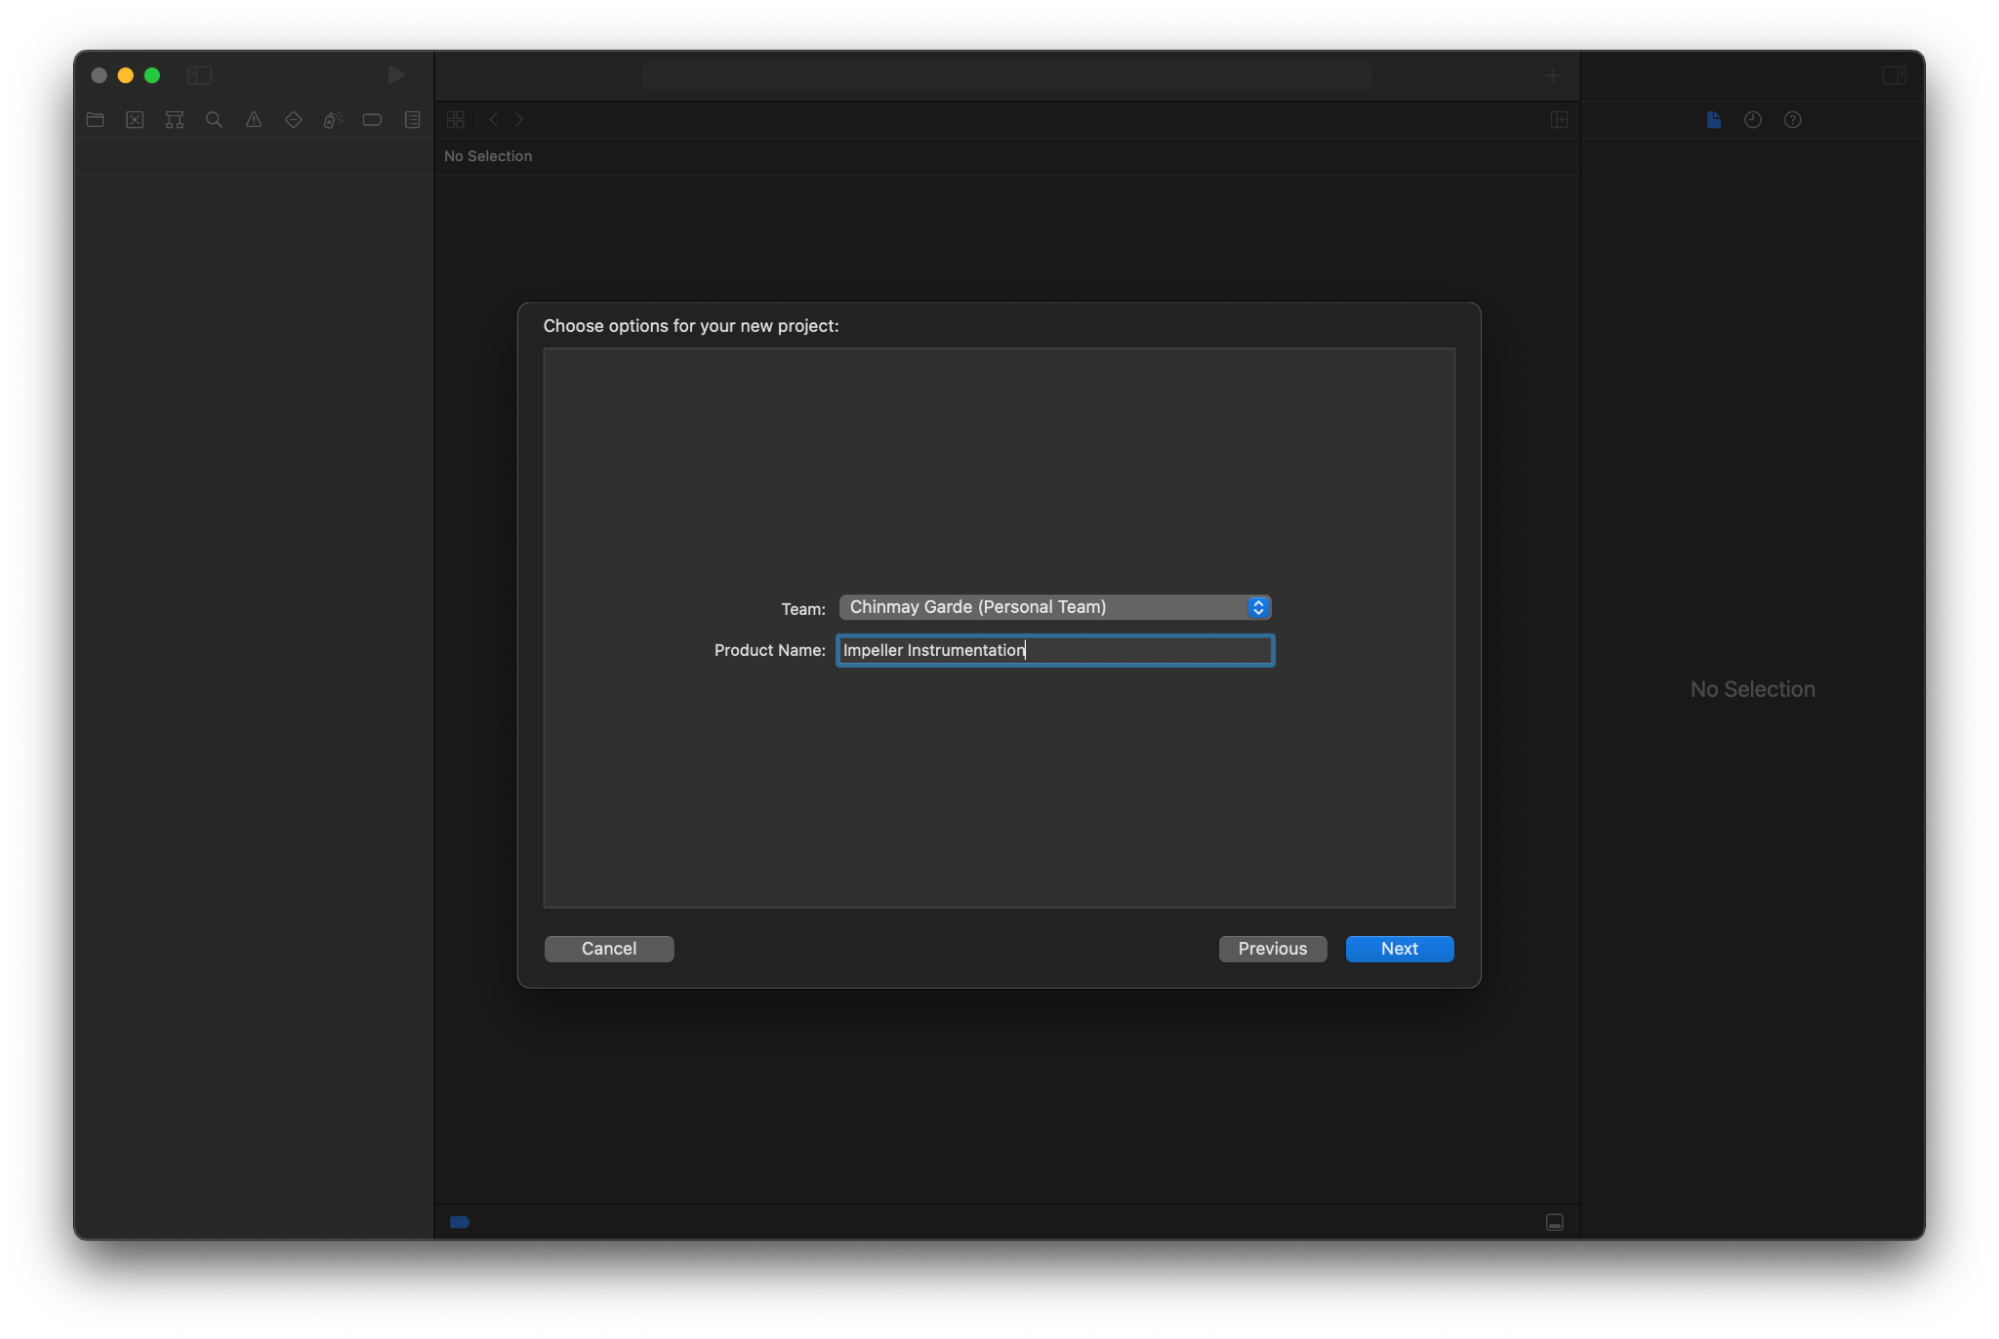 No Selection
Choose options for your new project:
Team: Chinmay Garde (Personal Team)
Product Name: Impeller Instrumentation
No Selection
Cancel Previous Next